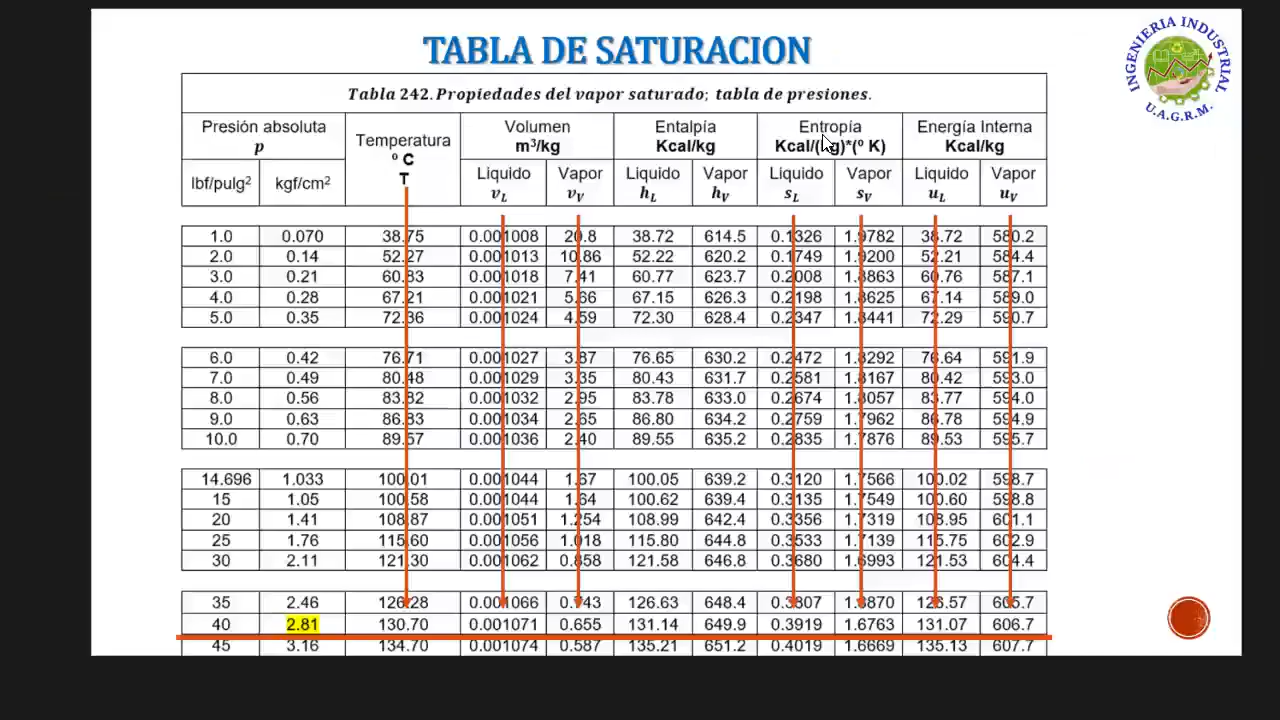 TABLA DE SATURACION
INGENIERIA INDUSTRIAL
U.A.G.R.M.
Tabla 242. Propiedades del vapor saturado; tabla de presiones.
Presión absoluta p Temperatura º C T Volumen m³/kg Entalpía Kcal/kg Entropía Kcal/(kg)*(º K) Energía Interna Kcal/kg
lbf/pulg² kgf/cm² Liquido vL Vapor vV Liquido hL Vapor hV Liquido sL Vapor sV Liquido uL Vapor uV
1.0 0.070 38.75 0.001008 20.8 38.72 614.5 0.1326 1.9782 38.72 580.2
2.0 0.14 52.27 0.001013 10.86 52.22 620.2 0.1749 1.9200 52.21 584.4
3.0 0.21 60.83 0.001018 7.41 60.77 623.7 0.2008 1.8863 60.76 587.1
4.0 0.28 67.21 0.001021 5.66 67.15 626.3 0.2198 1.8625 67.14 589.0
5.0 0.35 72.36 0.001024 4.59 72.30 628.4 0.2347 1.8441 72.29 590.7
6.0 0.42 76.71 0.001027 3.87 76.65 630.2 0.2472 1.8292 76.64 591.9
7.0 0.49 80.48 0.001029 3.35 80.43 631.7 0.2581 1.8167 80.42 593.0
8.0 0.56 83.82 0.001032 2.95 83.78 633.0 0.2674 1.8057 83.77 594.0
9.0 0.63 86.83 0.001034 2.65 86.80 634.2 0.2759 1.7962 86.78 594.9
10.0 0.70 89.57 0.001036 2.40 89.55 635.2 0.2835 1.7876 89.53 595.7
14.696 1.033 100.01 0.001044 1.67 100.05 639.2 0.3120 1.7566 100.02 598.7
15 1.05 100.58 0.001044 1.64 100.62 639.4 0.3135 1.7549 100.60 598.8
20 1.41 108.87 0.001051 1.254 108.99 642.4 0.3356 1.7319 108.95 601.1
25 1.76 115.60 0.001056 1.018 115.80 644.8 0.3533 1.7139 115.75 602.9
30 2.11 121.30 0.001062 0.858 121.58 646.8 0.3680 1.6993 121.53 604.4
35 2.46 126.28 0.001066 0.743 126.63 648.4 0.3807 1.6870 126.57 605.7
40 2.81 130.70 0.001071 0.655 131.14 649.9 0.3919 1.6763 131.07 606.7
45 3.16 134.70 0.001074 0.587 135.21 651.2 0.4019 1.6669 135.13 607.7